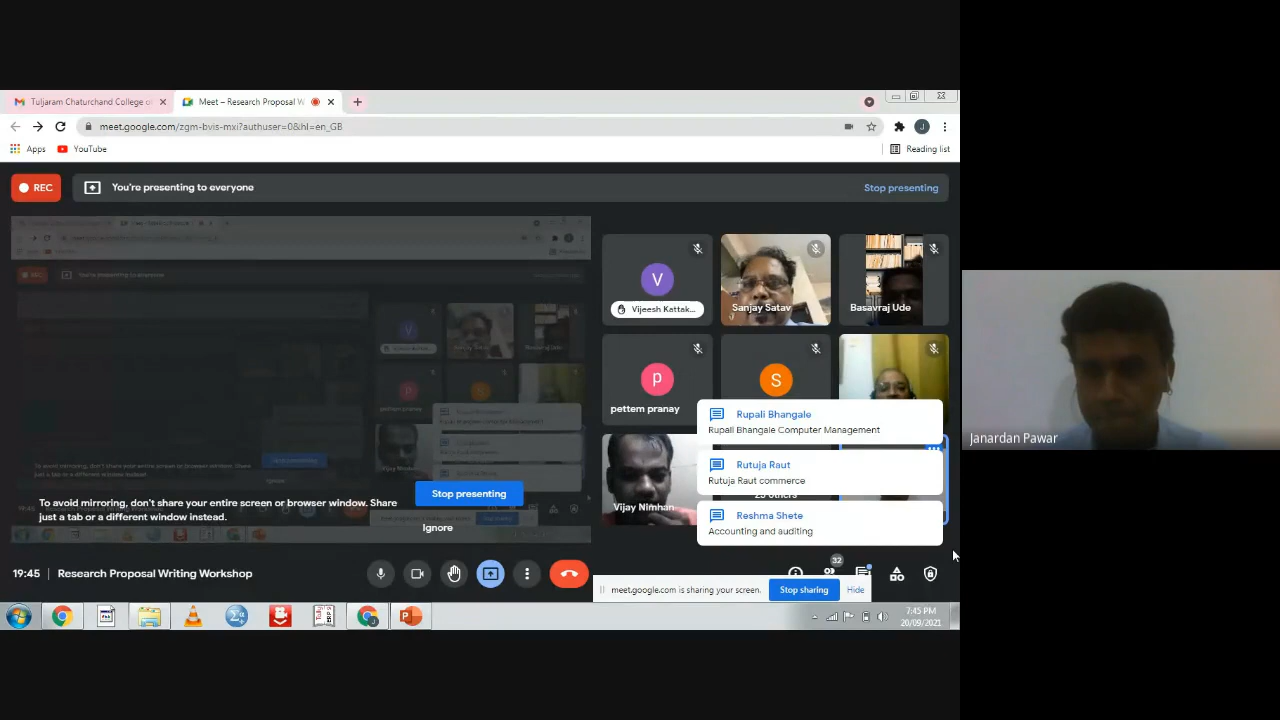 Tuljaram Chaturchand College of
Meet – Research Proposal W
meet.google.com/zgm-bvis-mxi?authuser=0&hl=en_GB
Apps
YouTube
Reading list
REC
You're presenting to everyone
Stop presenting
V
Vijeesh Kattak...
Sanjay Satav
Basavraj Ude
p
pettem pranay
S
Rupali Bhangale
Rupali Bhangale Computer Management
Rutuja Raut
Rutuja Raut commerce
Reshma Shete
Accounting and auditing
Vijay Nimhan
To avoid mirroring, don't share your entire screen or browser window. Share
just a tab or a different window instead.
Stop presenting
Ignore
Janardan Pawar
19:45
Research Proposal Writing Workshop
32
meet.google.com is sharing your screen.
Stop sharing
Hide
7:45 PM
20/09/2021